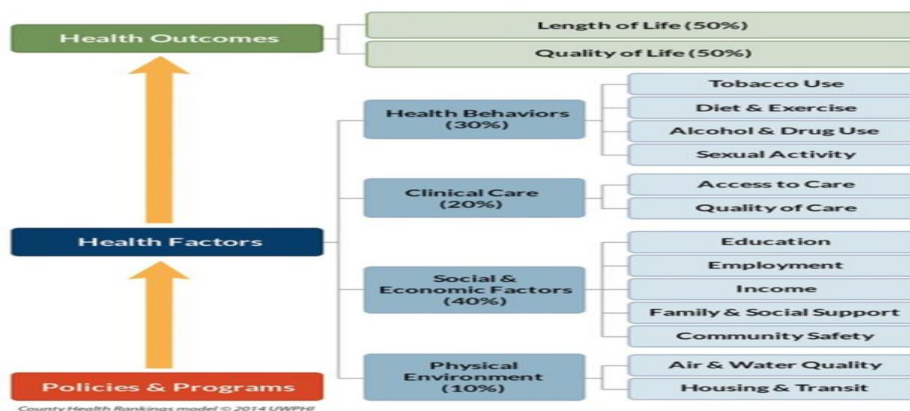 Health Outcomes
Length of Life (50%)
Quality of Life (50%)
Health Factors
Health Behaviors
(30%)
Tobacco Use
Diet & Exercise
Alcohol & Drug Use
Sexual Activity
Clinical Care
(20%)
Access to Care
Quality of Care
Social &
Economic Factors
(40%)
Education
Employment
Income
Family & Social Support
Community Safety
Physical
Environment
(10%)
Air & Water Quality
Housing & Transit
Policies & Programs
County Health Rankings model © 2014 UWPHI